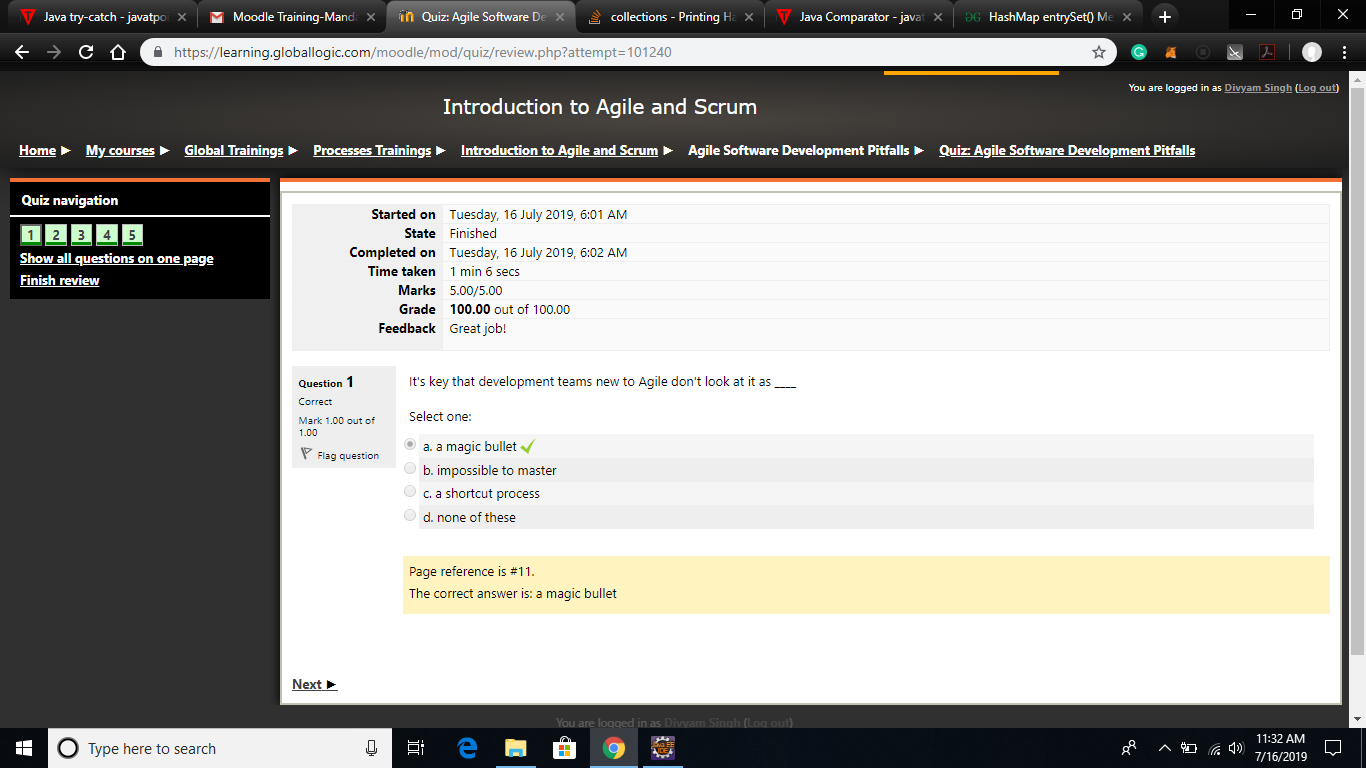 Java try-catch - javatpo
Moodle Training-Mand
Quiz: Agile Software De
collections - Printing Ha
Java Comparator - javat
HashMap entrySet() Me
https://learning.globallogic.com/moodle/mod/quiz/review.php?attempt=101240
You are logged in as Divyam Singh (Log out)
Introduction to Agile and Scrum
Home ► My courses ► Global Trainings ► Processes Trainings ► Introduction to Agile and Scrum ► Agile Software Development Pitfalls ► Quiz: Agile Software Development Pitfalls
Quiz navigation
1 2 3 4 5
Show all questions on one page
Finish review
Started on Tuesday, 16 July 2019, 6:01 AM
State Finished
Completed on Tuesday, 16 July 2019, 6:02 AM
Time taken 1 min 6 secs
Marks 5.00/5.00
Grade 100.00 out of 100.00
Feedback Great job!
Question 1
Correct
Mark 1.00 out of
1.00
Flag question
It's key that development teams new to Agile don't look at it as ____
Select one:
a. a magic bullet
b. impossible to master
c. a shortcut process
d. none of these
Page reference is #11.
The correct answer is: a magic bullet
Next ►
You are logged in as Divyam Singh (Log out)
Type here to search
11:32 AM
7/16/2019